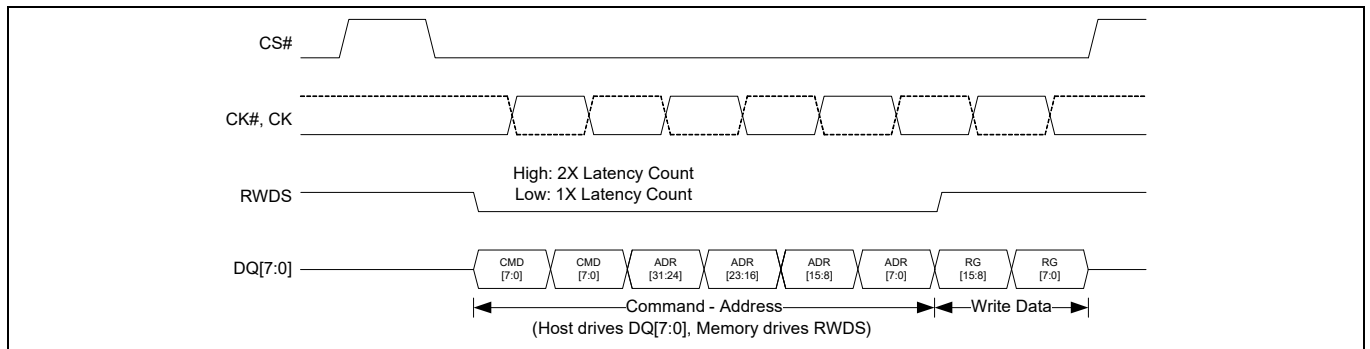 CS#
CK#, CK
High: 2X Latency Count
RWDS
Low: 1X Latency Count
DQ[7:0]
CMD [7:0]
CMD [7:0]
ADR [31:24]
ADR [23:16]
ADR [15:8]
ADR [7:0]
RG [15:8]
RG [7:0]
Command - Address
Write Data
(Host drives DQ[7:0], Memory drives RWDS)